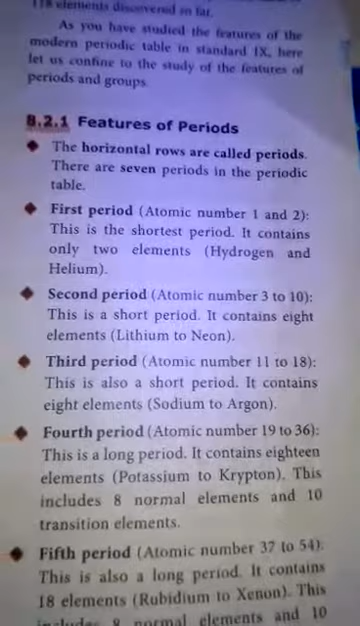 118 elements discovered so far.
As you have studied the features of the
modern periodic table in standard IX, here
let us confine to the study of the features of
periods and groups.
8.2.1 Features of Periods
The horizontal rows are called periods.
There are seven periods in the periodic
table.
First period (Atomic number 1 and 2):
This is the shortest period. It contains
only two elements (Hydrogen and
Helium).
Second period (Atomic number 3 to 10):
This is a short period. It contains eight
elements (Lithium to Neon).
Third period (Atomic number 11 to 18):
This is also a short period. It contains
eight elements (Sodium to Argon).
Fourth period (Atomic number 19 to 36):
This is a long period. It contains eighteen
elements (Potassium to Krypton). This
includes 8 normal elements and 10
transition elements.
Fifth period (Atomic number 37 to 54):
This is also a long period. It contains
18 elements (Rubidium to Xenon). This
includes 8 normal elements and 10